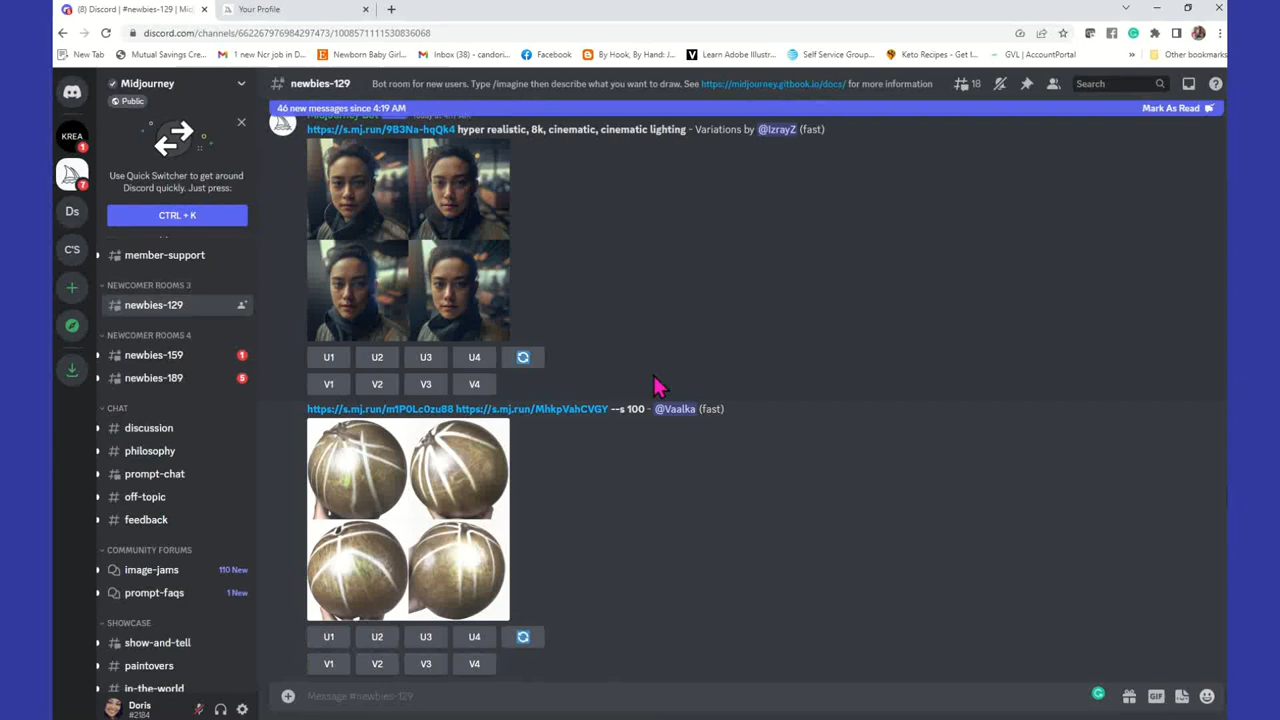 (8) Discord | #newbies-129 | Mid
Your Profile
discord.com/channels/662267976984297473/1008571111530836068
New Tab
Mutual Savings Cre...
1 new Ncr job in D...
Newborn Baby Girl...
Inbox (38) - candori...
Facebook
By Hook, By Hand: J...
Learn Adobe Illustr...
Self Service Group...
Keto Recipes - Get I...
GVL | AccountPortal
Other bookmarks
Midjourney
Public
# newbies-129
Bot room for new users. Type /imagine then describe what you want to draw. See https://midjourney.gitbook.io/docs/ for more information
18
Search
46 new messages since 4:19 AM
Mark As Read
KREA
1
7
Ds
C'S
Use Quick Switcher to get around
Discord quickly. Just press:
CTRL + K
member-support
NEWCOMER ROOMS 3
newbies-129
NEWCOMER ROOMS 4
newbies-159
1
newbies-189
5
CHAT
discussion
philosophy
prompt-chat
off-topic
feedback
COMMUNITY FORUMS
image-jams
110 New
prompt-faqs
1 New
SHOWCASE
show-and-tell
paintovers
in-the-world
Doris
#2184
https://s.mj.run/9B3Na-hqQk4 hyper realistic, 8k, cinematic, cinematic lighting - Variations by @IzrayZ (fast)
U1 U2 U3 U4
V1 V2 V3 V4
https://s.mj.run/m1P0Lc0zu88 https://s.mj.run/MhkpVahCVGY --s 100 - @Vaalka (fast)
U1 U2 U3 U4
V1 V2 V3 V4
Message #newbies-129
GIF